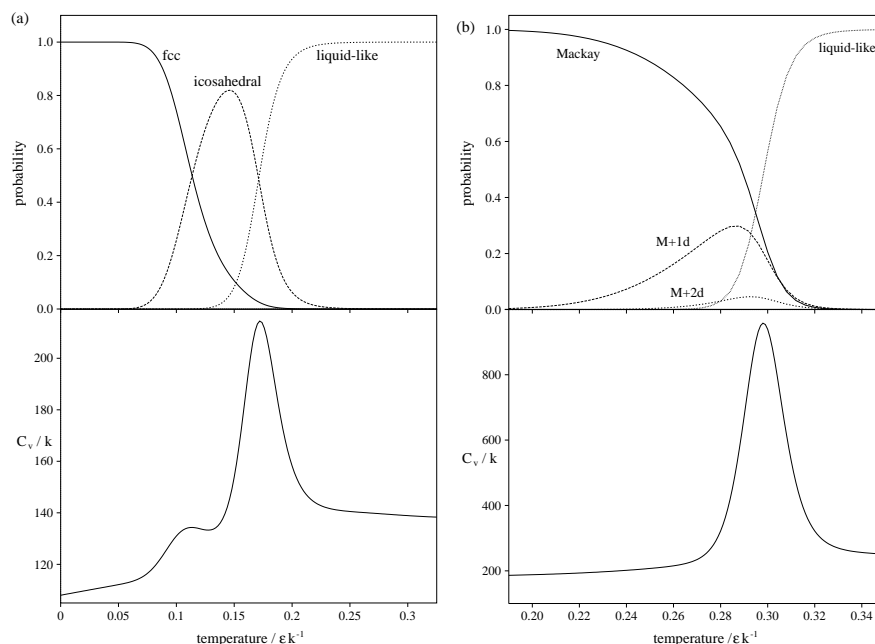 (a)
1.0
0.8
0.6
0.4
0.2
0.0
probability
fcc
icosahedral
liquid-like
200
180
160
140
120
C v / k
0
0.05
0.1
0.15
0.2
0.25
0.3
temperature / ε k-1
(b)
1.0
0.8
0.6
0.4
0.2
0.0
probability
Mackay
liquid-like
M+1d
M+2d
800
600
400
200
C v / k
0.20
0.22
0.24
0.26
0.28
0.30
0.32
0.34
temperature / ε k-1